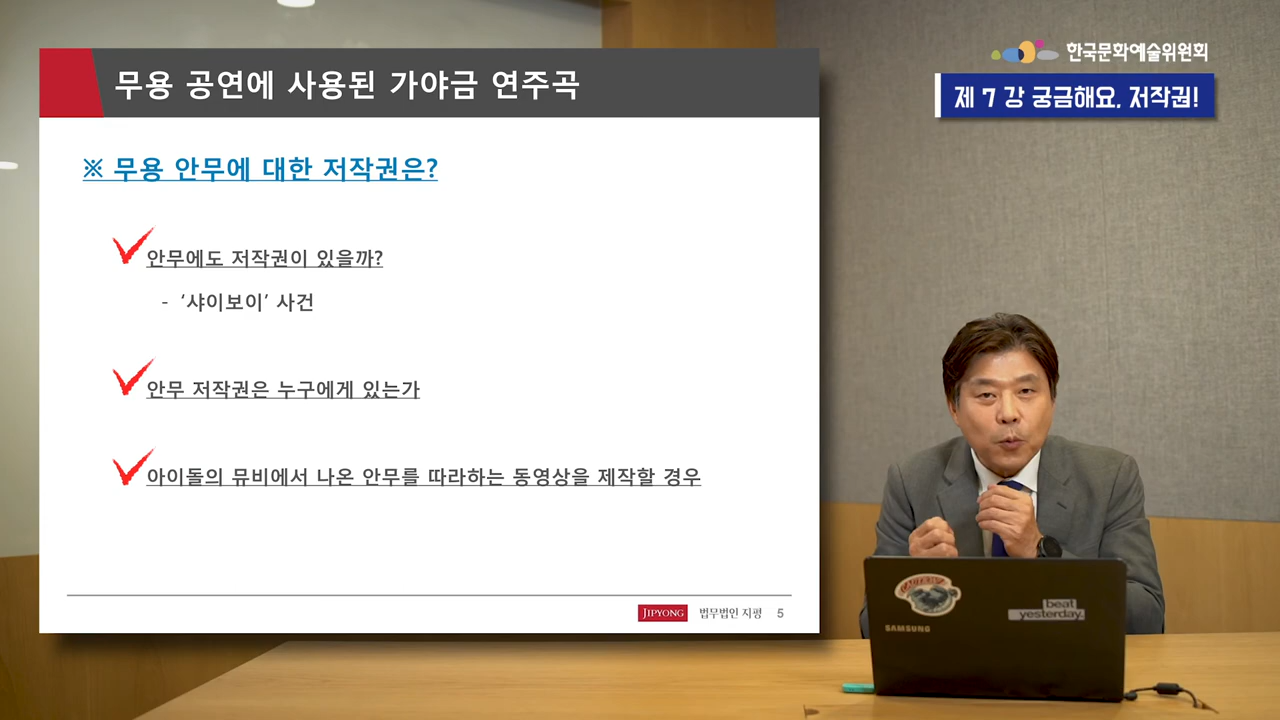 무용 공연에 사용된 가야금 연주곡
※ 무용 안무에 대한 저작권은?
안무에도 저작권이 있을까?
- ‘샤이보이’ 사건
안무 저작권은 누구에게 있는가
아이돌의 뮤비에서 나온 안무를 따라하는 동영상을 제작할 경우
JIPYONG 법무법인 지평 5
한국문화예술위원회
제 7 강 궁금해요, 저작권!
CAUTION
beat
yesterday.
SAMSUNG